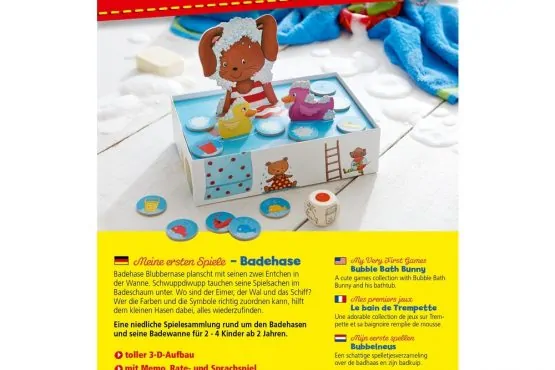 Meine ersten Spiele – Badehase
Badehase Blubbernase planscht mit seinen zwei Entchen in
der Wanne. Schwuppdiwupp tauchen seine Spielsachen im
Badeschaum unter. Wo sind der Eimer, der Wal und das Schiff?
Wer die Farben und die Symbole richtig zuordnen kann, hilft
dem kleinen Hasen dabei, alles wiederzufinden.
Eine niedliche Spielesammlung rund um den Badehasen
und seine Badewanne für 2 - 4 Kinder ab 2 Jahren.
› toller 3-D-Aufbau
› mit Memo, Rate- und Sprachspiel
My Very First Games
Bubble Bath Bunny
A cute games collection with Bubble Bath
Bunny and his bathtub.
Mes premiers jeux
Le bain de Trempette
Une adorable collection de jeux sur Trem-
pette et sa baignoire remplie de mousse.
Mijn eerste spellen
Bubbelneus
Een schattige spelletjesverzameling
over de badhaas en zijn badkuip.